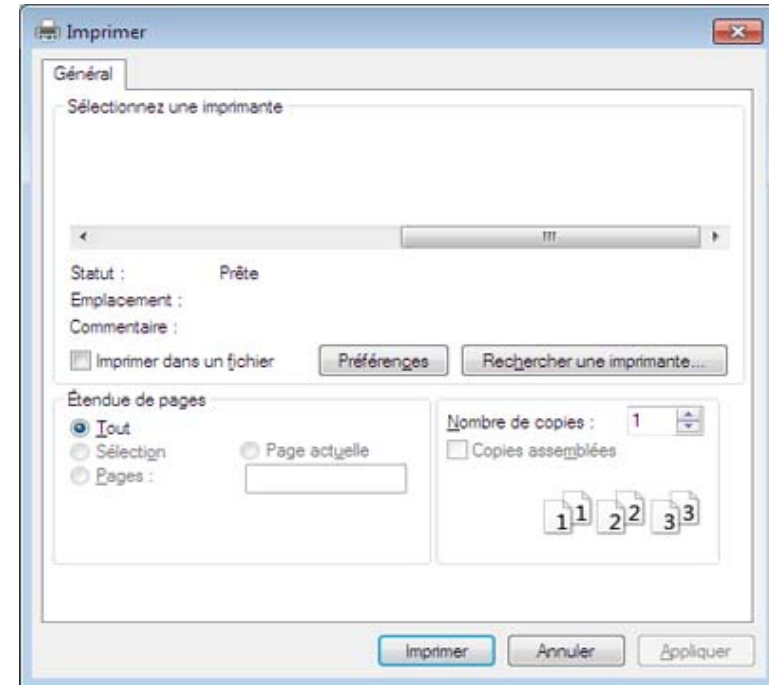 Imprimer
Général
Sélectionnez une imprimante
Statut : Prête
Emplacement :
Commentaire :
Imprimer dans un fichier Préférences Rechercher une imprimante...
Étendue de pages
Tout
Sélection Page actuelle
Pages :
Nombre de copies : 1
Copies assemblées
1 1 2 2 3 3
Imprimer Annuler Appliquer